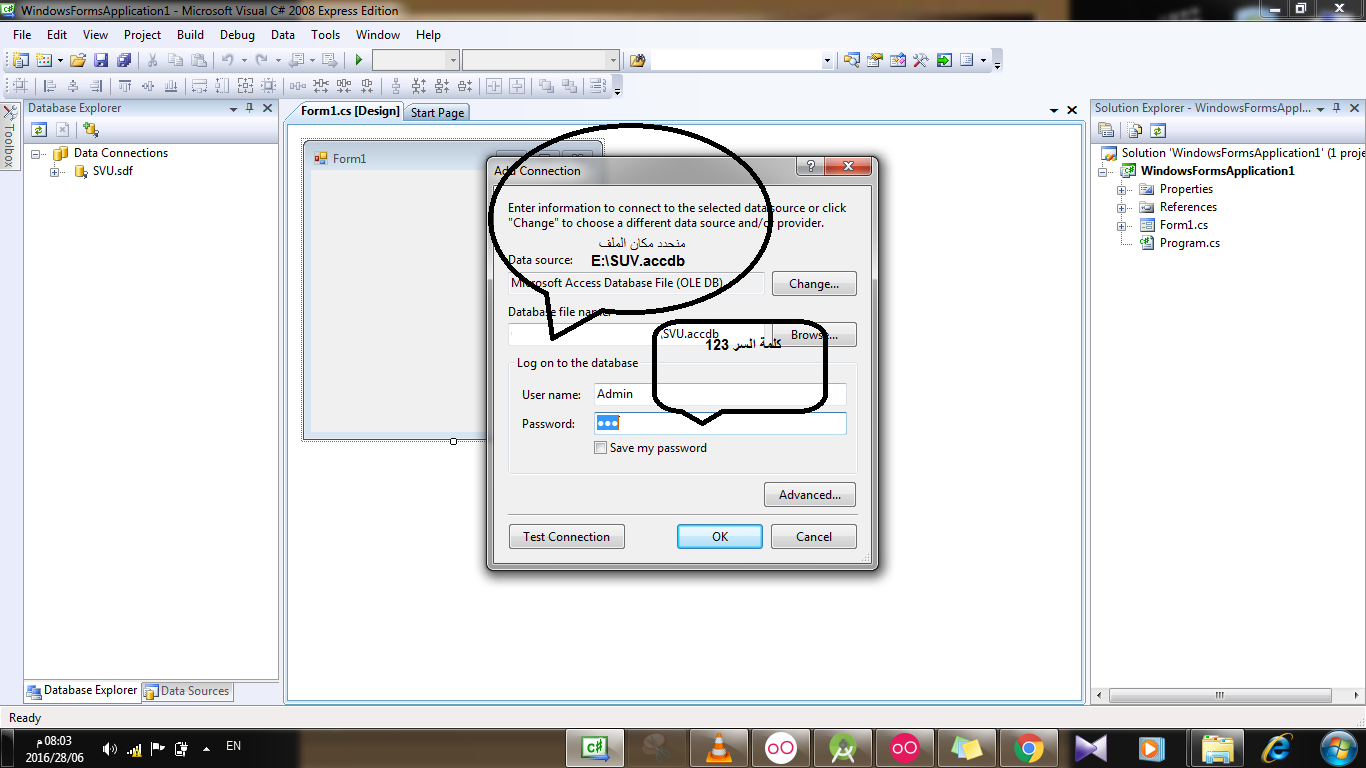 WindowsFormsApplication1 - Microsoft Visual C# 2008 Express Edition
File Edit View Project Build Debug Data Tools Window Help
Database Explorer
Form1.cs [Design] Start Page
Solution Explorer - WindowsFormsAppl...
Toolbox
Data Connections
SVU.sdf
Form1
Solution 'WindowsFormsApplication1' (1 proje
WindowsFormsApplication1
Properties
References
Form1.cs
Program.cs
Add Connection
Enter information to connect to the selected data source or click
"Change" to choose a different data source and/or provider.
منحدد مكان الملف
Data source: E:\SUV.accdb
Microsoft Access Database File (OLE DB) Change...
Database file name:
\SVU.accdb Browse...
كلمة السر 123
Log on to the database
User name: Admin
Password:
Save my password
Advanced...
Test Connection OK Cancel
Database Explorer Data Sources
Ready
08:03 م
2016/28/06
EN